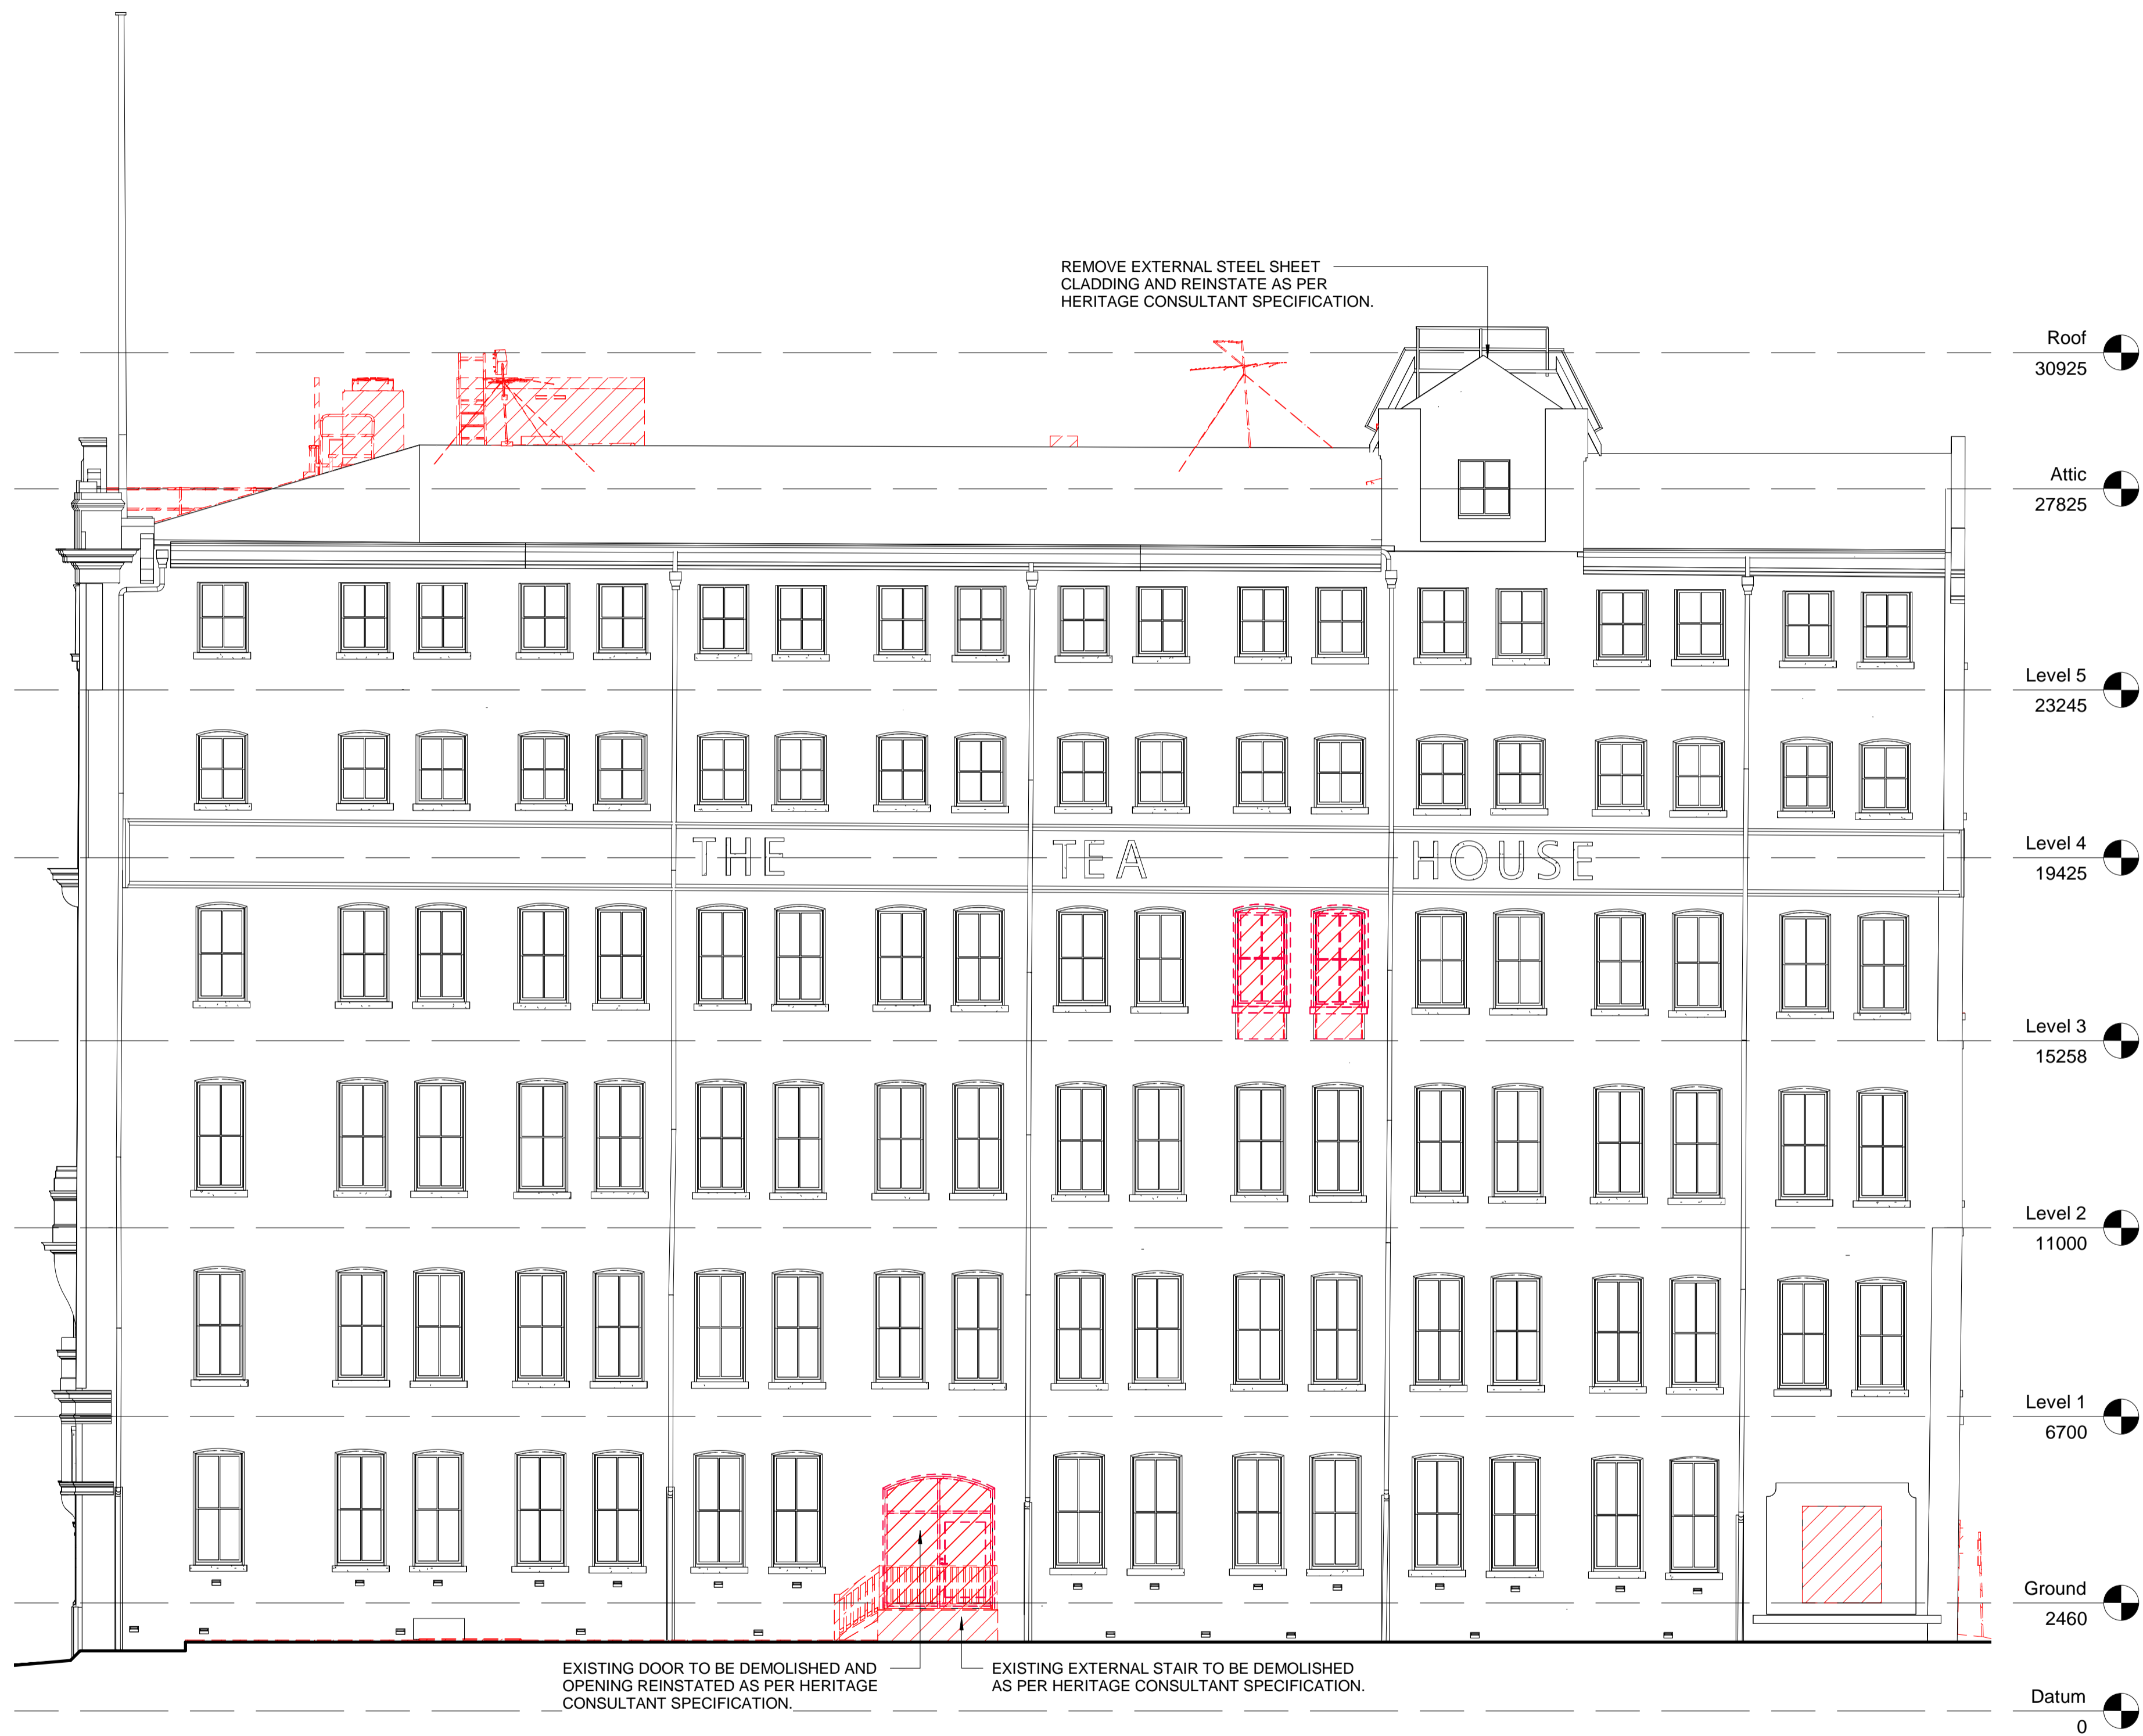 REMOVE EXTERNAL STEEL SHEET
CLADDING AND REINSTATE AS PER
HERITAGE CONSULTANT SPECIFICATION.
Roof
30925
Attic
27825
Level 5
23245
THE TEA HOUSE
Level 4
19425
Level 3
15258
Level 2
11000
Level 1
6700
Ground
2460
EXISTING DOOR TO BE DEMOLISHED AND
OPENING REINSTATED AS PER HERITAGE
CONSULTANT SPECIFICATION.
EXISTING EXTERNAL STAIR TO BE DEMOLISHED
AS PER HERITAGE CONSULTANT SPECIFICATION.
Datum
0